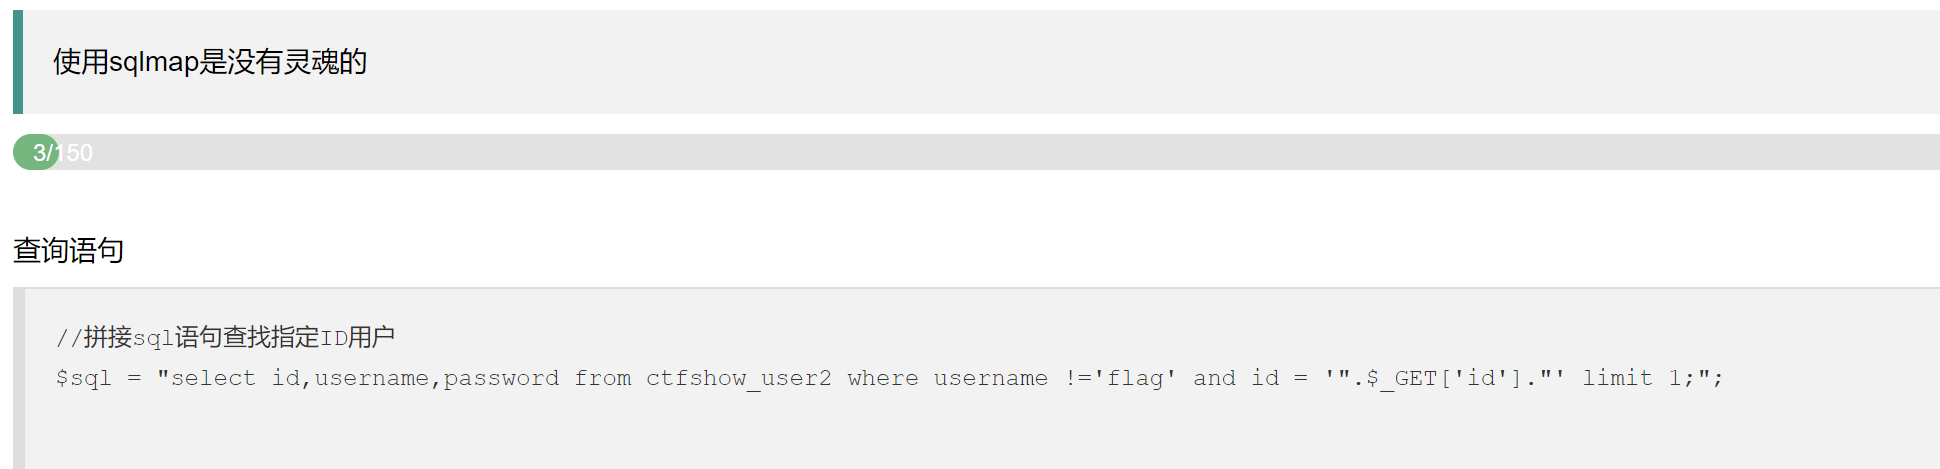 使用sqlmap是没有灵魂的
3/150
查询语句
//拼接sql语句查找指定ID用户
$sql = "select id,username,password from ctfshow_user2 where username !='flag' and id = '".$_GET['id']."' limit 1;";